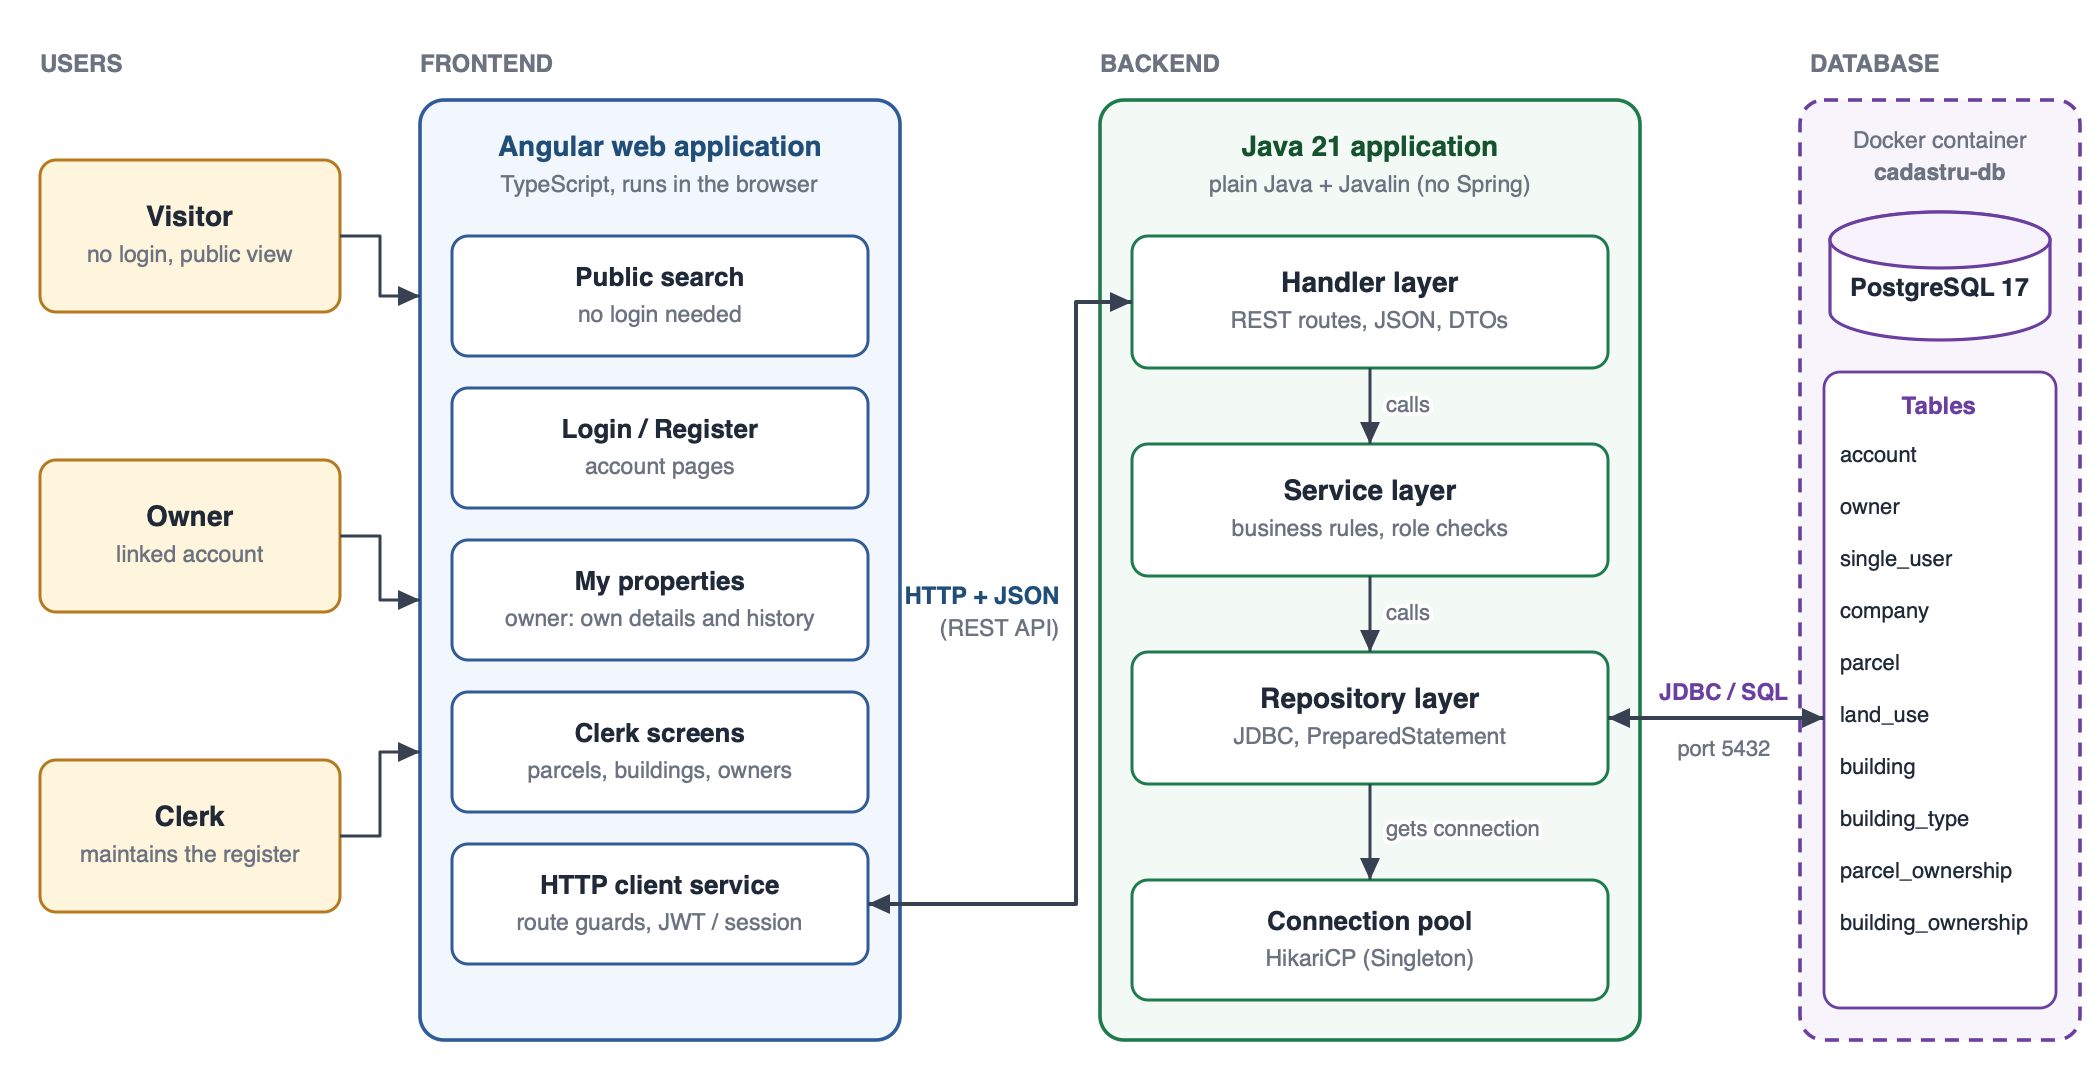 USERS
FRONTEND
BACKEND
DATABASE
Visitor
no login, public view
Owner
linked account
Clerk
maintains the register
Angular web application
TypeScript, runs in the browser
Public search
no login needed
Login / Register
account pages
My properties
owner: own details and history
Clerk screens
parcels, buildings, owners
HTTP client service
route guards, JWT / session
HTTP + JSON
(REST API)
Java 21 application
plain Java + Javalin (no Spring)
Handler layer
REST routes, JSON, DTOs
calls
Service layer
business rules, role checks
calls
Repository layer
JDBC, PreparedStatement
gets connection
Connection pool
HikariCP (Singleton)
JDBC / SQL
port 5432
Docker container
cadastru-db
PostgreSQL 17
Tables
account
owner
single_user
company
parcel
land_use
building
building_type
parcel_ownership
building_ownership